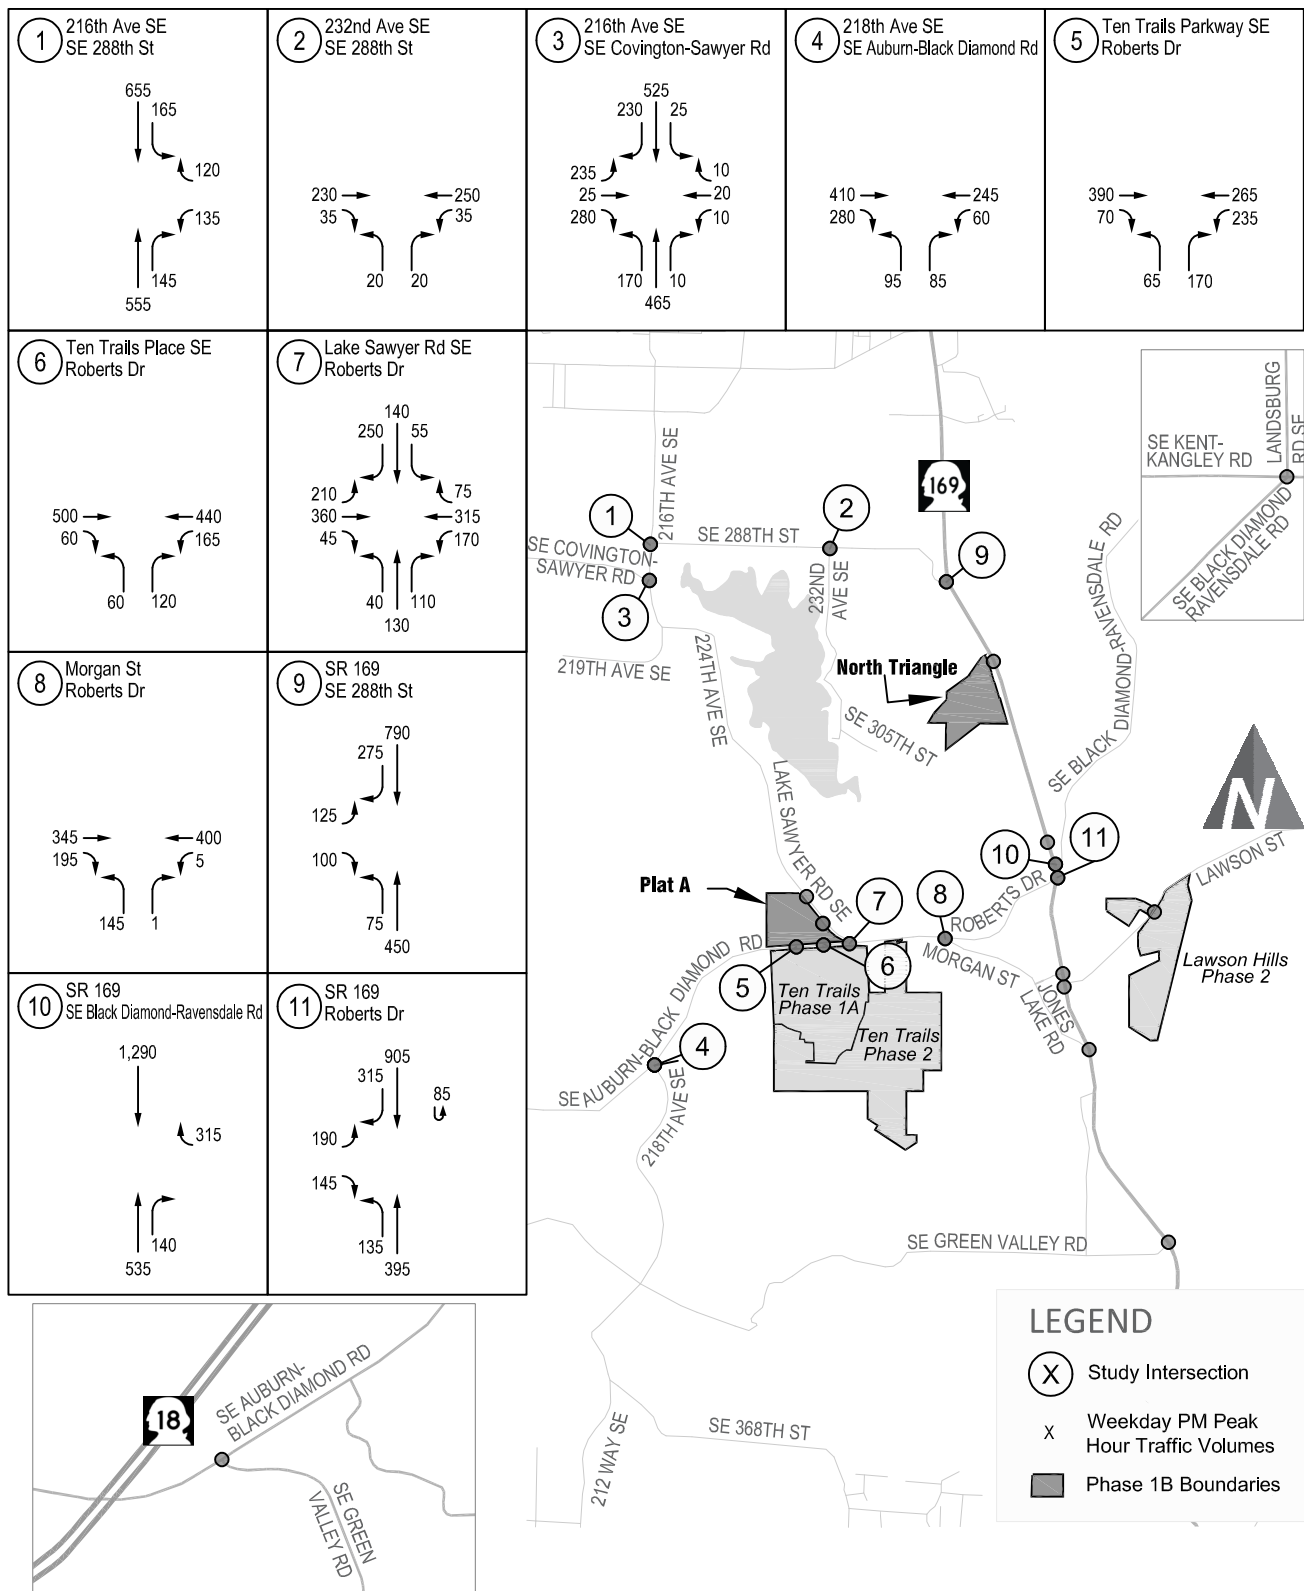 1
216th Ave SE
SE 288th St
655
165
120
135
145
555
2
232nd Ave SE
SE 288th St
230
250
35
35
20
20
3
216th Ave SE
SE Covington-Sawyer Rd
525
230
25
235
10
25
20
280
10
170
10
465
4
218th Ave SE
SE Auburn-Black Diamond Rd
410
245
280
60
95
85
5
Ten Trails Parkway SE
Roberts Dr
390
265
70
235
65
170
6
Ten Trails Place SE
Roberts Dr
500
440
60
165
60
120
7
Lake Sawyer Rd SE
Roberts Dr
140
250
55
210
75
360
315
45
170
40
110
130
8
Morgan St
Roberts Dr
345
400
195
5
145
1
9
SR 169
SE 288th St
790
275
125
100
75
450
10
SR 169
SE Black Diamond-Ravensdale Rd
1,290
315
140
535
11
SR 169
Roberts Dr
905
315
85
190
145
135
395
LANDSBURG
RD SE
SE KENT-
KANGLEY RD
SE BLACK DIAMOND
RAVENSDALE RD
169
216TH AVE SE
1
2
SE 288TH ST
SE COVINGTON-
SAWYER RD
232ND
AVE SE
9
3
219TH AVE SE
224TH AVE SE
North Triangle
SE 305TH ST
SE BLACK DIAMOND-RAVENSDALE RD
N
LAKE SAWYER RD SE
10
11
LAWSON ST
Plat A
7
8
ROBERTS DR
MORGAN ST
5
6
SE AUBURN-BLACK DIAMOND RD
Ten Trails
Phase 1A
Ten Trails
Phase 2
JONES
LAKE RD
Lawson Hills
Phase 2
4
218TH AVE SE
SE GREEN VALLEY RD
212 WAY SE
SE 368TH ST
18
SE AUBURN-
BLACK DIAMOND RD
SE GREEN
VALLEY RD
LEGEND
X
Study Intersection
X
Weekday PM Peak
Hour Traffic Volumes
Phase 1B Boundaries